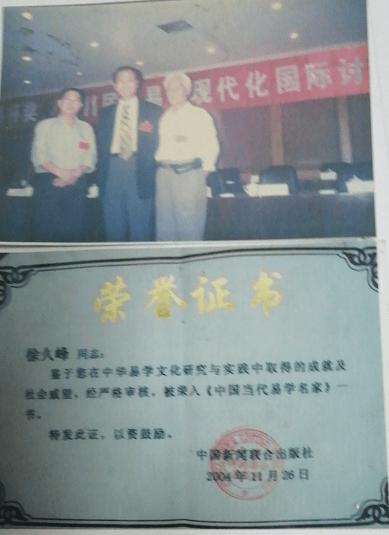 川 易 现代化国际讨
荣誉证书
徐久峰 同志：
鉴于您在中华易学文化研究与实践中取得的成就及
社会威望，经严格审核，被录入《中国当代易学名家》一
书。
特发此证，以资鼓励。
中国新闻联合出版社
2004年11月26日